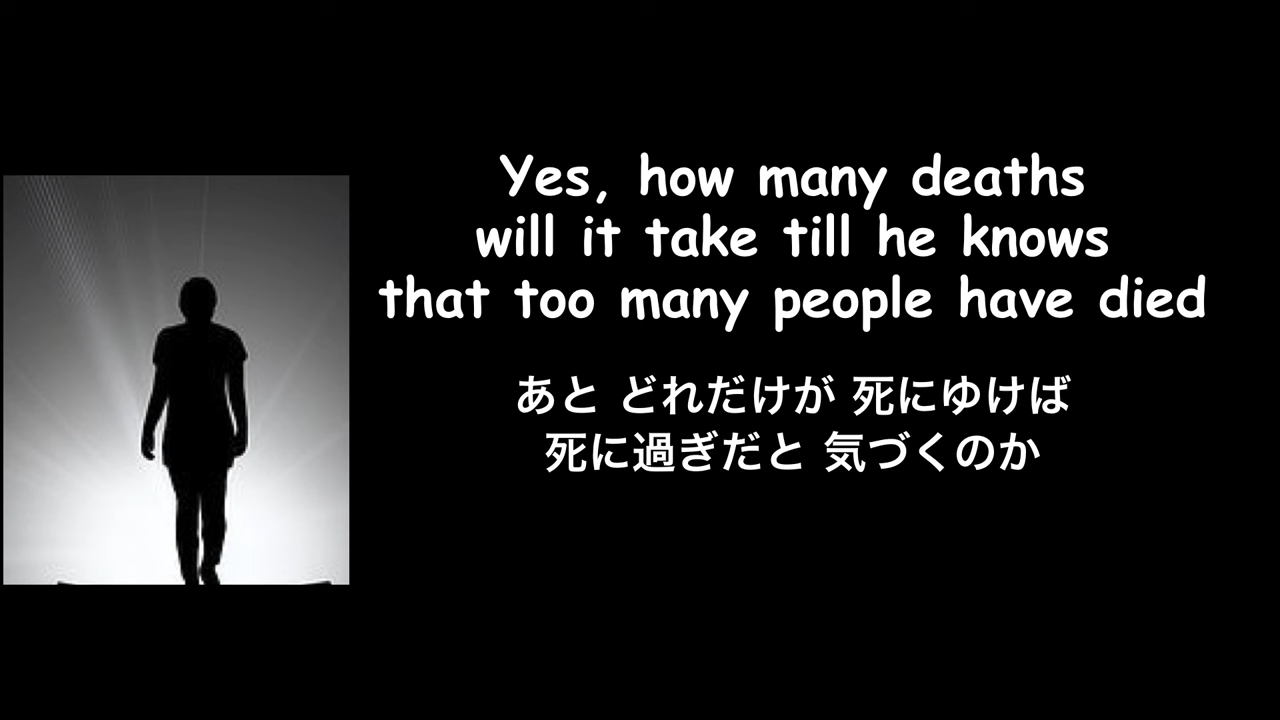 Yes, how many deaths
will it take till he knows
that too many people have died
あと どれだけが 死にゆけば
死に過ぎだと 気づくのか